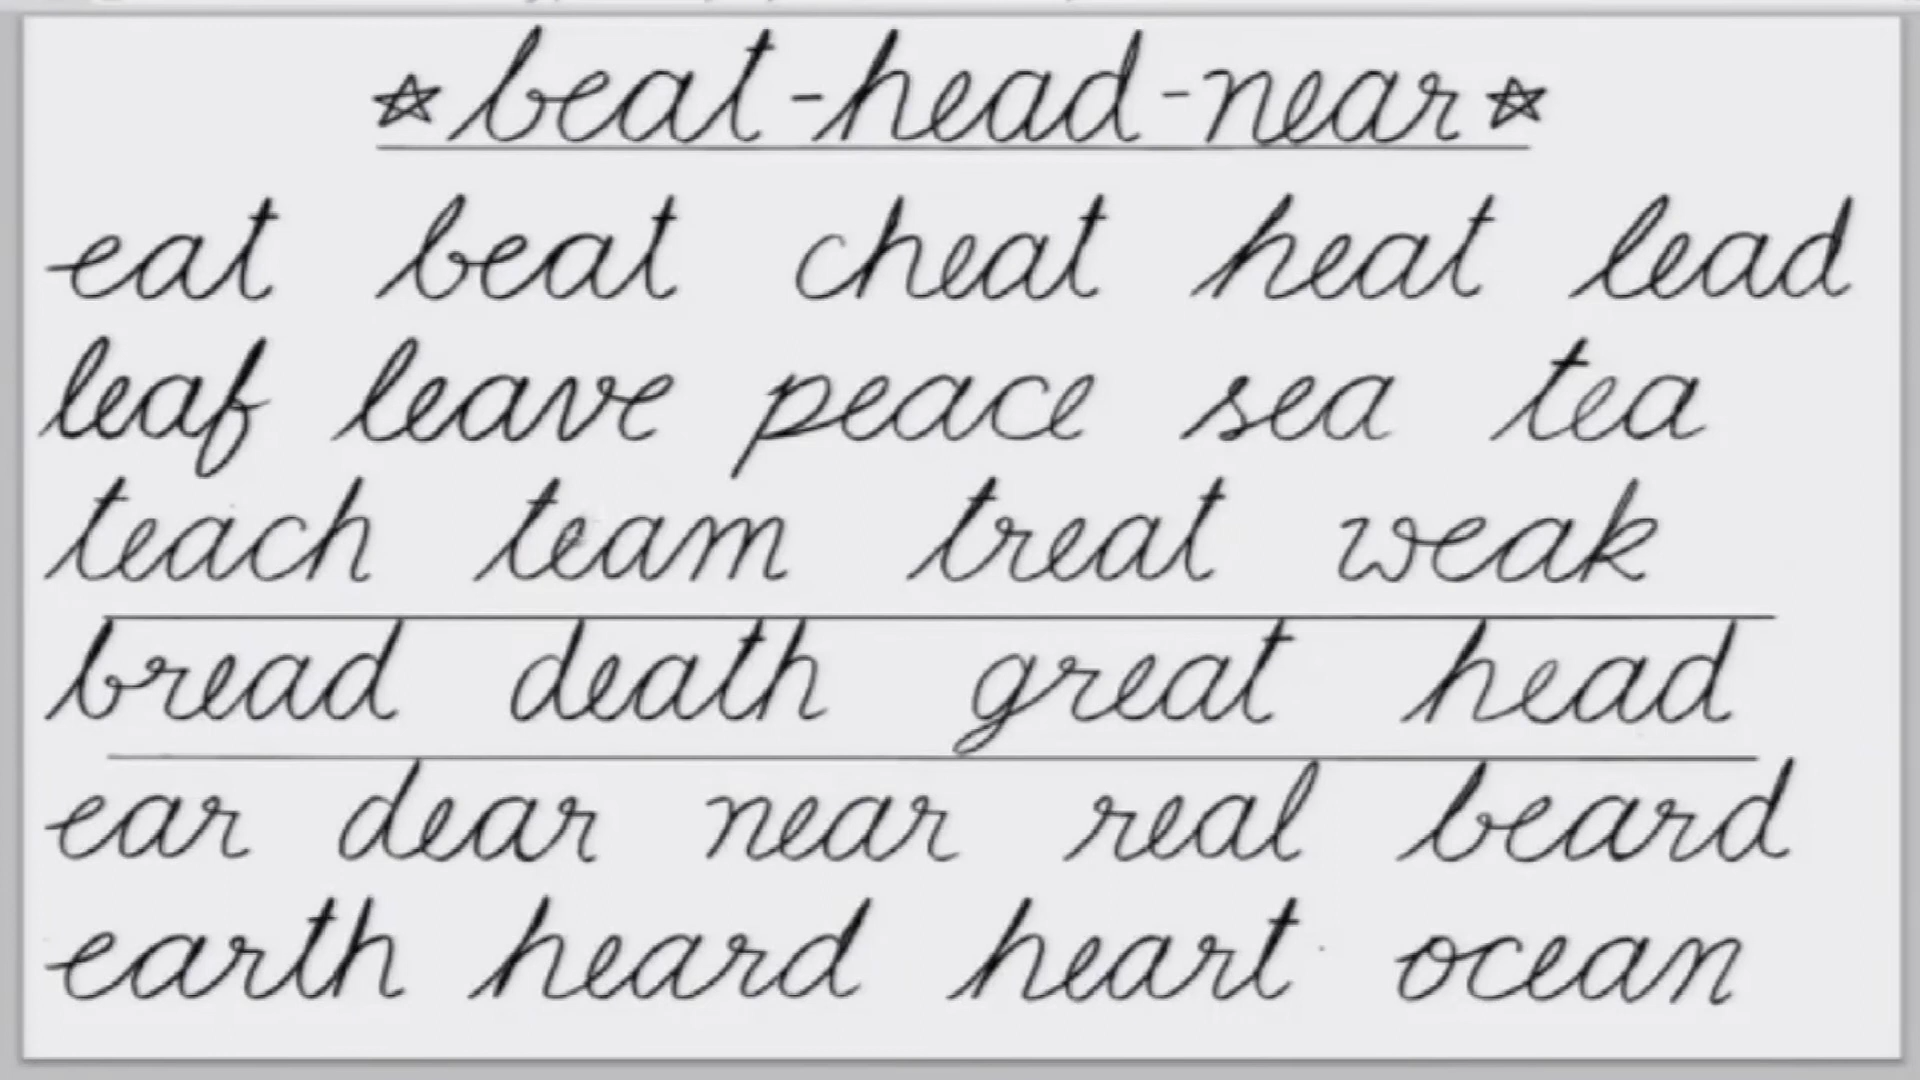 ☆beat-head-near☆
eat beat cheat heat lead
leaf leave peace sea tea
teach team treat weak
bread death great head
ear dear near real beard
earth heard heart ocean